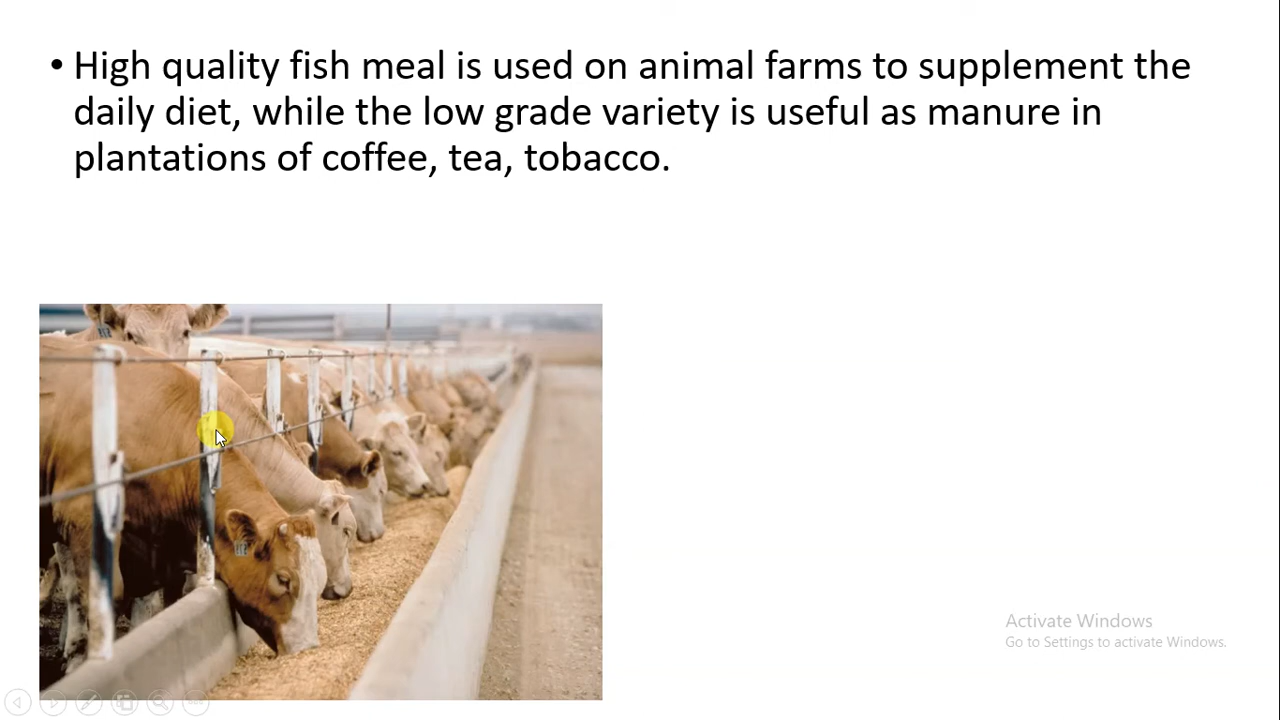 • High quality fish meal is used on animal farms to supplement the
daily diet, while the low grade variety is useful as manure in
plantations of coffee, tea, tobacco.
Activate Windows
Go to Settings to activate Windows.